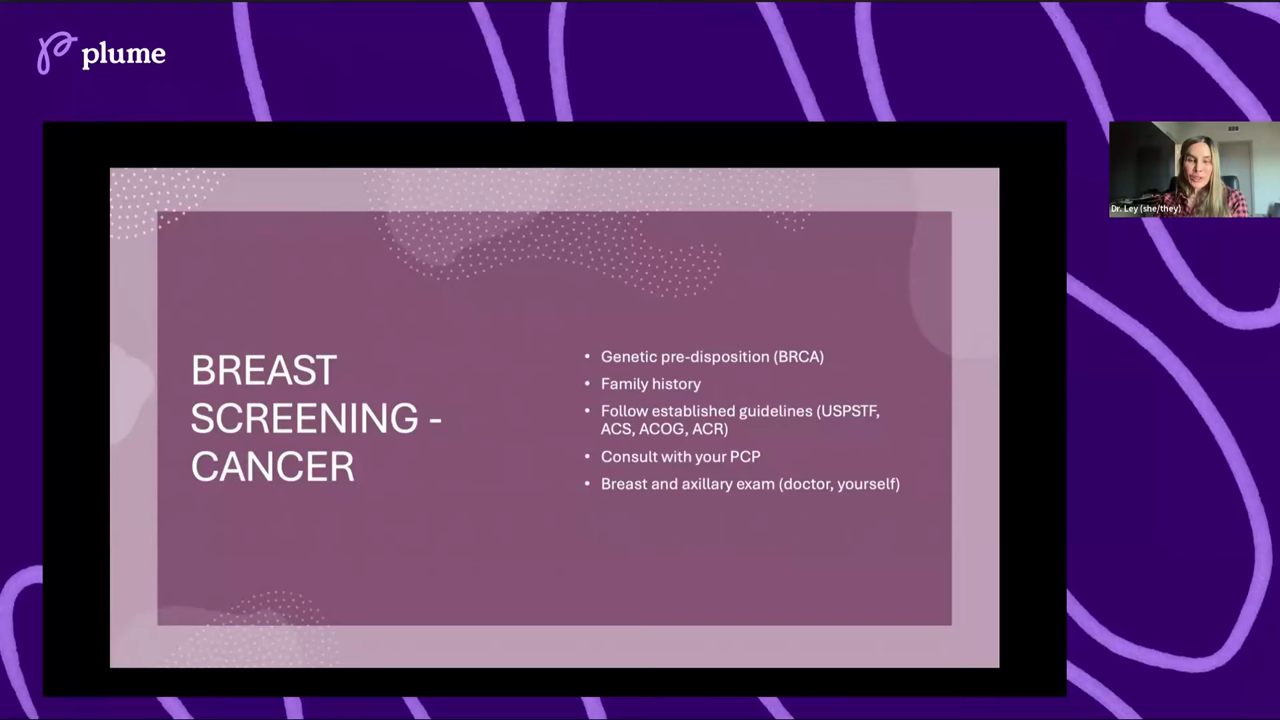 plume
BREAST
SCREENING -
CANCER
• Genetic pre-disposition (BRCA)
• Family history
• Follow established guidelines (USPSTF,
ACS, ACOG, ACR)
• Consult with your PCP
• Breast and axillary exam (doctor, yourself)
Dr. Ley (she/they)